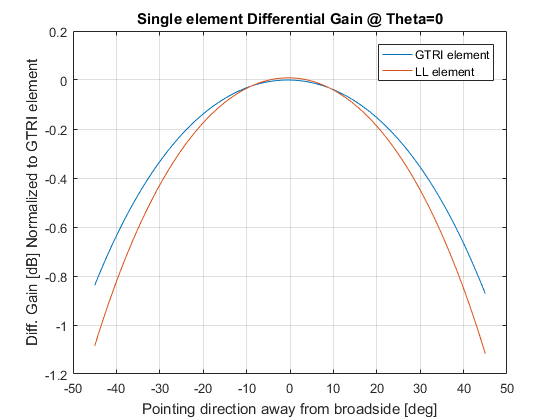 Single element Differential Gain @ Theta=0
GTRI element
LL element
Diff. Gain [dB] Normalized to GTRI element
0.2
0
-0.2
-0.4
-0.6
-0.8
-1
-1.2
-50 -40 -30 -20 -10 0 10 20 30 40 50
Pointing direction away from broadside [deg]